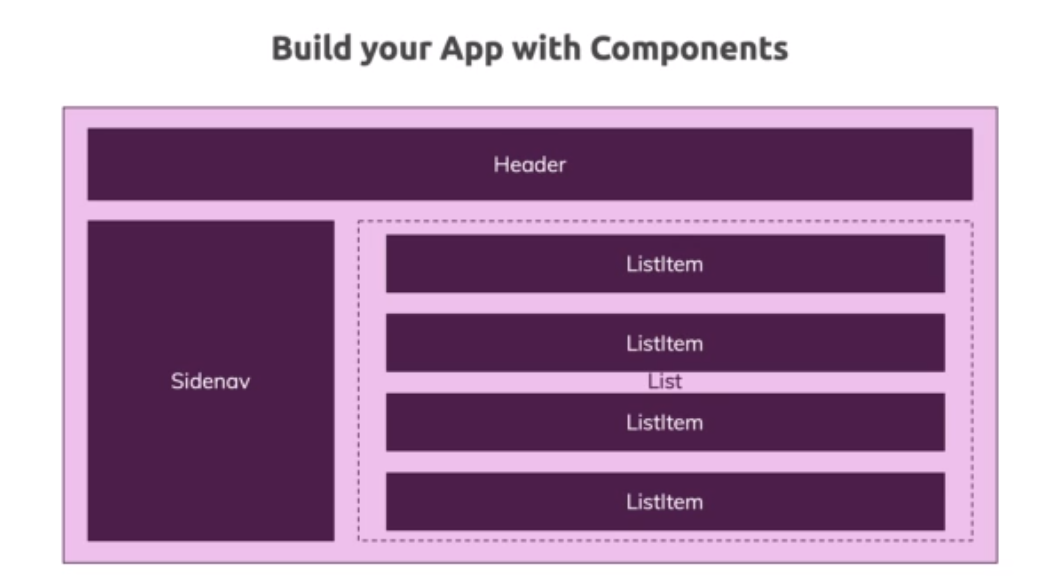 Build your App with Components
Header
Sidenav
ListItem
ListItem
List
ListItem
ListItem